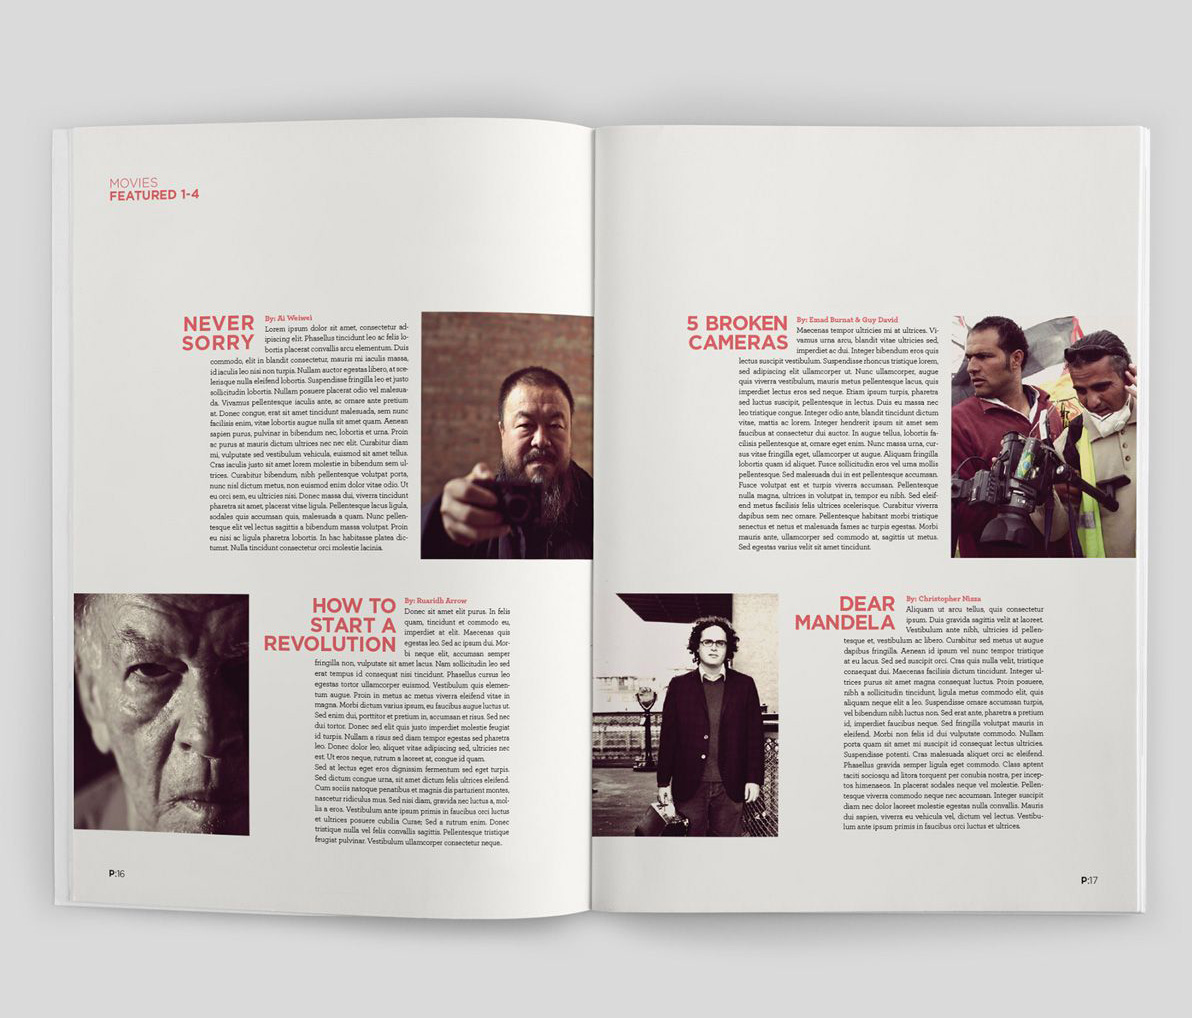 MOVIES
FEATURED 1-4
NEVER
SORRY
By: Ai Weiwei
Lorem ipsum dolor sit amet, consectetur ad-
ipiscing elit. Phasellus tincidunt leo ac felis lo-
bortis placerat convallis arcu elementum. Duis
commodo, elit in blandit consectetur, mauris mi iaculis massa,
id iaculis leo nisi non turpis. Nullam auctor egestas libero, at sce-
lerisque nulla eleifend lobortis. Suspendisse fringilla leo et justo
sollicitudin lobortis. Nullam posuere placerat odio vel malesua-
da. Vivamus pellentesque iaculis ante, ac ornare ante pretium
at. Donec congue, erat sit amet tincidunt malesuada, sem nunc
facilisis enim, vitae lobortis augue nulla sit amet quam. Aenean
sapien purus, pulvinar in bibendum nec, lobortis et urna. Proin
ac purus at mauris dictum ultrices nec nec elit. Curabitur diam
mi, vulputate sed vestibulum vehicula, euismod sit amet tellus.
Cras iaculis justo sit amet lorem molestie in bibendum sem ul-
trices. Curabitur bibendum, nibh pellentesque volutpat porta,
nunc nisl dictum metus, non euismod enim dolor vitae odio. Ut
eu orci sem, eu ultricies nisi. Donec massa dui, viverra tincidunt
pharetra sit amet, placerat vitae ligula. Pellentesque lacus ligula,
sodales quis accumsan quis, malesuada a quam. Nunc pellen-
tesque elit vel lectus sagittis a bibendum massa volutpat. Proin
eu nisi ac ligula pharetra lobortis. In hac habitasse platea dic-
tumst. Nulla tincidunt consectetur orci molestie lacinia.
HOW TO
START A
REVOLUTION
By: Ruaridh Arrow
Donec sit amet elit purus. In felis
quam, tincidunt et commodo eu,
imperdiet at elit. Maecenas quis
egestas leo. Sed ac ipsum dui. Mor-
bi neque elit, accumsan semper
fringilla non, vulputate sit amet lacus. Nam sollicitudin leo sed
erat tempus id consequat nisi tincidunt. Phasellus cursus leo
egestas tortor ullamcorper euismod. Vestibulum quis elemen-
tum augue. Proin in metus ac metus viverra eleifend vitae in
magna. Morbi dictum varius ipsum, eu faucibus augue luctus ut.
Sed enim dui, porttitor et pretium in, accumsan et risus. Sed nec
dui tortor. Donec sed elit quis justo imperdiet molestie feugiat
id turpis. Nullam a risus sed diam tempor egestas sed pharetra
leo. Donec dolor leo, aliquet vitae adipiscing sed, ultricies nec
est. Ut eros neque, rutrum a laoreet at, congue id quam.
Sed at lectus eget eros dignissim fermentum sed eget turpis.
Sed dictum congue urna, sit amet dictum felis ultrices eleifend.
Cum sociis natoque penatibus et magnis dis parturient montes,
nascetur ridiculus mus. Sed nisi diam, gravida nec luctus a, mol-
lis a eros. Vestibulum ante ipsum primis in faucibus orci luctus
et ultrices posuere cubilia Curae; Sed a rutrum enim. Donec
tristique nulla vel felis convallis sagittis. Pellentesque tristique
feugiat pulvinar. Vestibulum ullamcorper consectetur neque.
P:16
5 BROKEN
CAMERAS
By: Emad Burnat & Guy David
Maecenas tempor ultricies mi at ultrices. Vi-
vamus urna arcu, blandit vitae ultricies sed,
imperdiet ac dui. Integer bibendum eros quis
lectus suscipit vestibulum. Suspendisse rhoncus tristique lorem,
sed adipiscing elit ullamcorper ut. Nunc ullamcorper, augue
quis viverra vestibulum, mauris metus pellentesque lacus, quis
imperdiet lectus eros sed neque. Etiam ipsum turpis, pharetra
sed luctus suscipit, pellentesque in lectus. Duis eu massa nec
leo tristique congue. Integer odio ante, blandit tincidunt dictum
vitae, mattis ac lorem. Integer hendrerit ipsum sit amet sem
faucibus at consectetur dui auctor. In augue tellus, lobortis fa-
cilisis pellentesque at, ornare eget enim. Nunc massa urna, cur-
sus vitae fringilla eget, ullamcorper ut augue. Aliquam fringilla
lobortis quam id aliquet. Fusce sollicitudin eros vel urna mollis
pellentesque. Sed malesuada dui in est pellentesque accumsan.
Fusce volutpat est et turpis viverra accumsan. Pellentesque
nulla magna, ultrices in volutpat in, tempor eu nibh. Sed eleif-
end metus facilisis felis ultrices scelerisque. Curabitur viverra
dapibus sem nec ornare. Pellentesque habitant morbi tristique
senectus et netus et malesuada fames ac turpis egestas. Morbi
mauris ante, ullamcorper sed commodo at, sagittis ut metus.
Sed egestas varius velit sit amet tincidunt.
DEAR
MANDELA
By: Christopher Nizza
Aliquam ut arcu tellus, quis consectetur
ipsum. Duis gravida sagittis velit at laoreet.
Vestibulum ante nibh, ultricies id pellen-
tesque et, vestibulum ac libero. Curabitur sed metus ut augue
dapibus fringilla. Aenean id ipsum vel nunc tempor tristique
at eu lacus. Sed sed suscipit orci. Cras quis nulla velit, tristique
consequat dui. Maecenas facilisis dictum tincidunt. Integer ul-
trices purus sit amet magna consequat luctus. Proin posuere,
nibh a sollicitudin tincidunt, ligula metus commodo elit, quis
aliquam neque elit a leo. Suspendisse ornare accumsan turpis,
vel bibendum nibh luctus non. Sed erat ante, pharetra a pretium
id, imperdiet faucibus neque. Sed fringilla volutpat mauris in
eleifend. Morbi non felis id dui volutpat commodo. Nullam
porta quam sit amet mi suscipit id consequat lectus ultricies.
Suspendisse potenti. Cras malesuada aliquet orci ac eleifend.
Phasellus gravida semper ligula eget commodo. Class aptent
taciti sociosqu ad litora torquent per conubia nostra, per incep-
tos himenaeos. In placerat sodales neque vel molestie. Pellen-
tesque viverra commodo neque nec accumsan. Integer suscipit
diam nec dolor laoreet molestie egestas nulla convallis. Mauris
dui sapien, viverra eu vehicula vel, dictum vel lectus. Vestibu-
lum ante ipsum primis in faucibus orci luctus et ultrices.
P:17